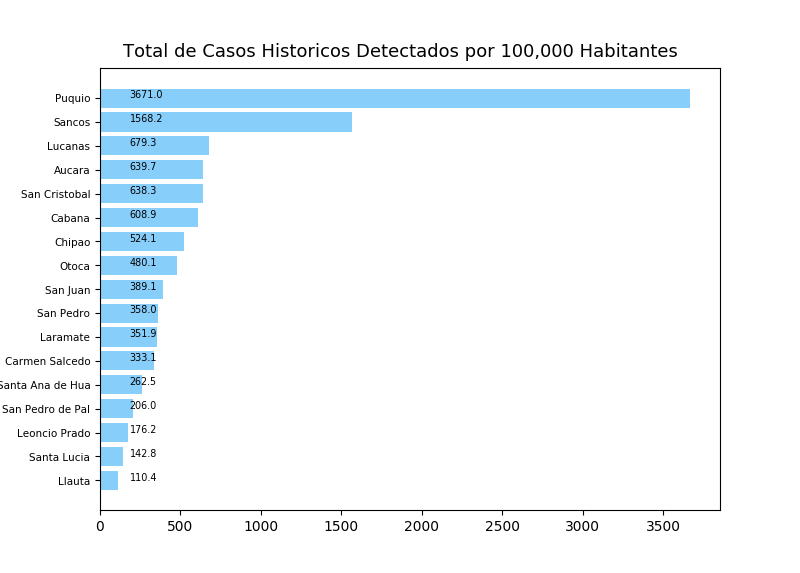 Total de Casos Historicos Detectados por 100,000 Habitantes
Puquio 3671.0
Sancos 1568.2
Lucanas 679.3
Aucara 639.7
San Cristobal 638.3
Cabana 608.9
Chipao 524.1
Otoca 480.1
San Juan 389.1
San Pedro 358.0
Laramate 351.9
Carmen Salcedo 333.1
Santa Ana de Hua 262.5
San Pedro de Pal 206.0
Leoncio Prado 176.2
Santa Lucia 142.8
Llauta 110.4
0 500 1000 1500 2000 2500 3000 3500